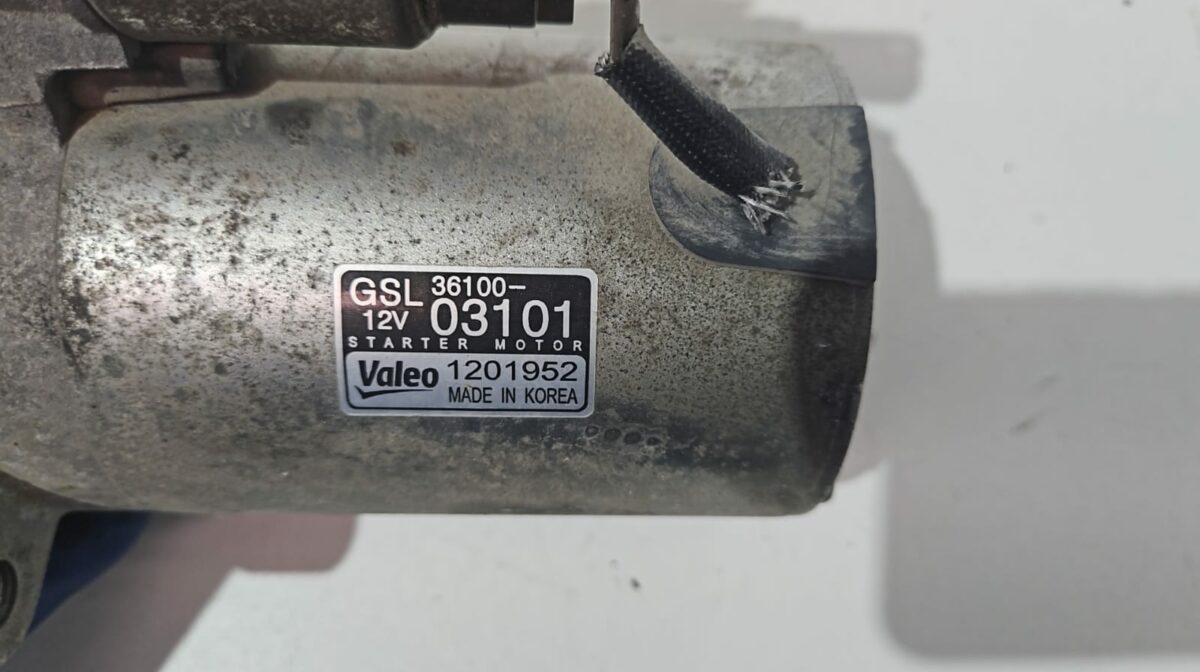 GSL 36100-
12V 03101
STARTER MOTOR
Valeo 1201952
MADE IN KOREA